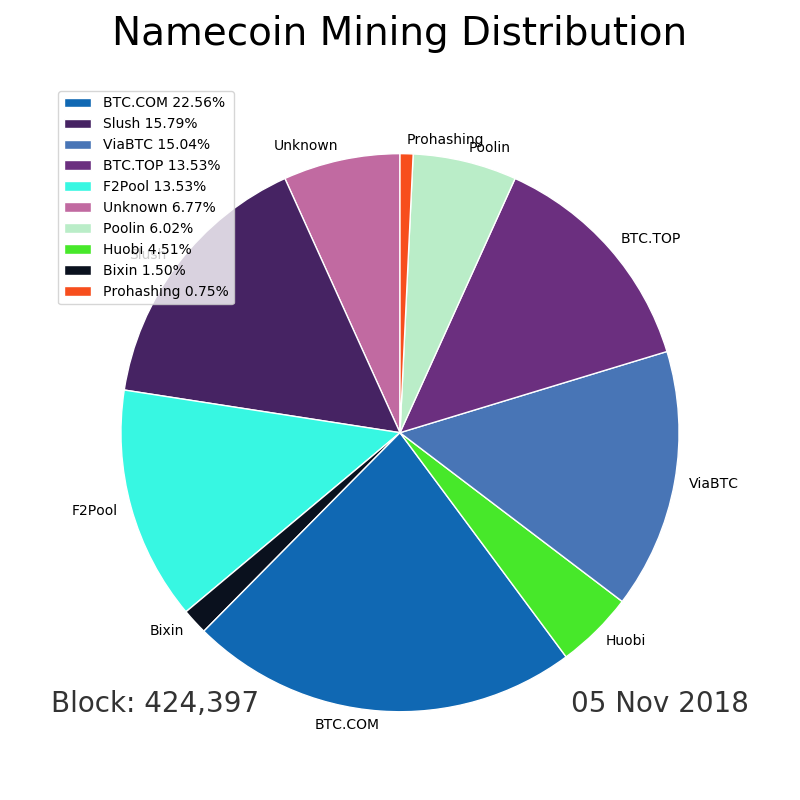 Namecoin Mining Distribution
BTC.COM 22.56%
Slush 15.79%
ViaBTC 15.04%
BTC.TOP 13.53%
F2Pool 13.53%
Unknown 6.77%
Poolin 6.02%
Huobi 4.51%
Bixin 1.50%
Prohashing 0.75%
Unknown
Prohashing
Poolin
BTC.TOP
Slush
ViaBTC
F2Pool
Bixin
Huobi
BTC.COM
Block: 424,397
05 Nov 2018